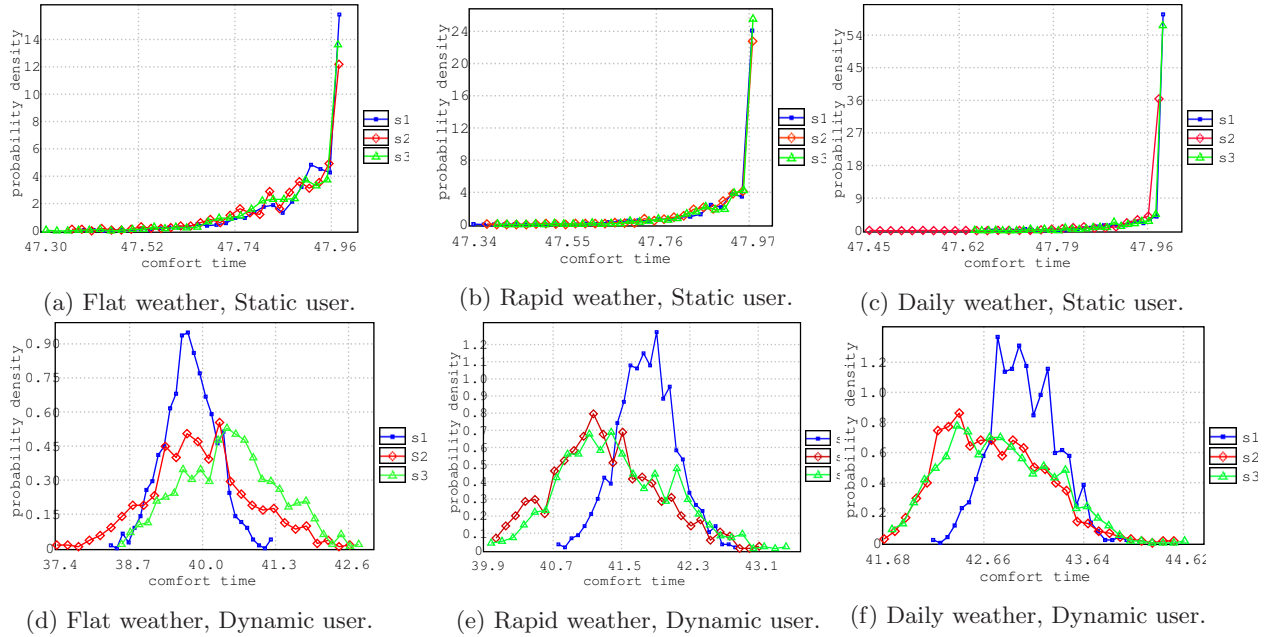 probability density
14
12
10
8
6
4
2
0
47.30 47.52 47.74 47.96
comfort time
s1
s2
s3
(a) Flat weather, Static user.
probability density
24
20
16
12
8
4
0
47.34 47.55 47.76 47.97
comfort time
s1
s2
s3
(b) Rapid weather, Static user.
probability density
54
45
36
27
18
9
0
47.45 47.62 47.79 47.96
comfort time
s1
s2
s3
(c) Daily weather, Static user.
probability density
0.90
0.75
0.60
0.45
0.30
0.15
0
37.4 38.7 40.0 41.3 42.6
comfort time
s1
s2
s3
(d) Flat weather, Dynamic user.
probability density
1.2
1.1
1.0
0.9
0.8
0.7
0.6
0.5
0.4
0.3
0.2
0.1
0
39.9 40.7 41.5 42.3 43.1
comfort time
(e) Rapid weather, Dynamic user.
probability density
1.2
1.0
0.8
0.6
0.4
0.2
0
41.68 42.66 43.64 44.62
comfort time
s1
s2
s3
(f) Daily weather, Dynamic user.